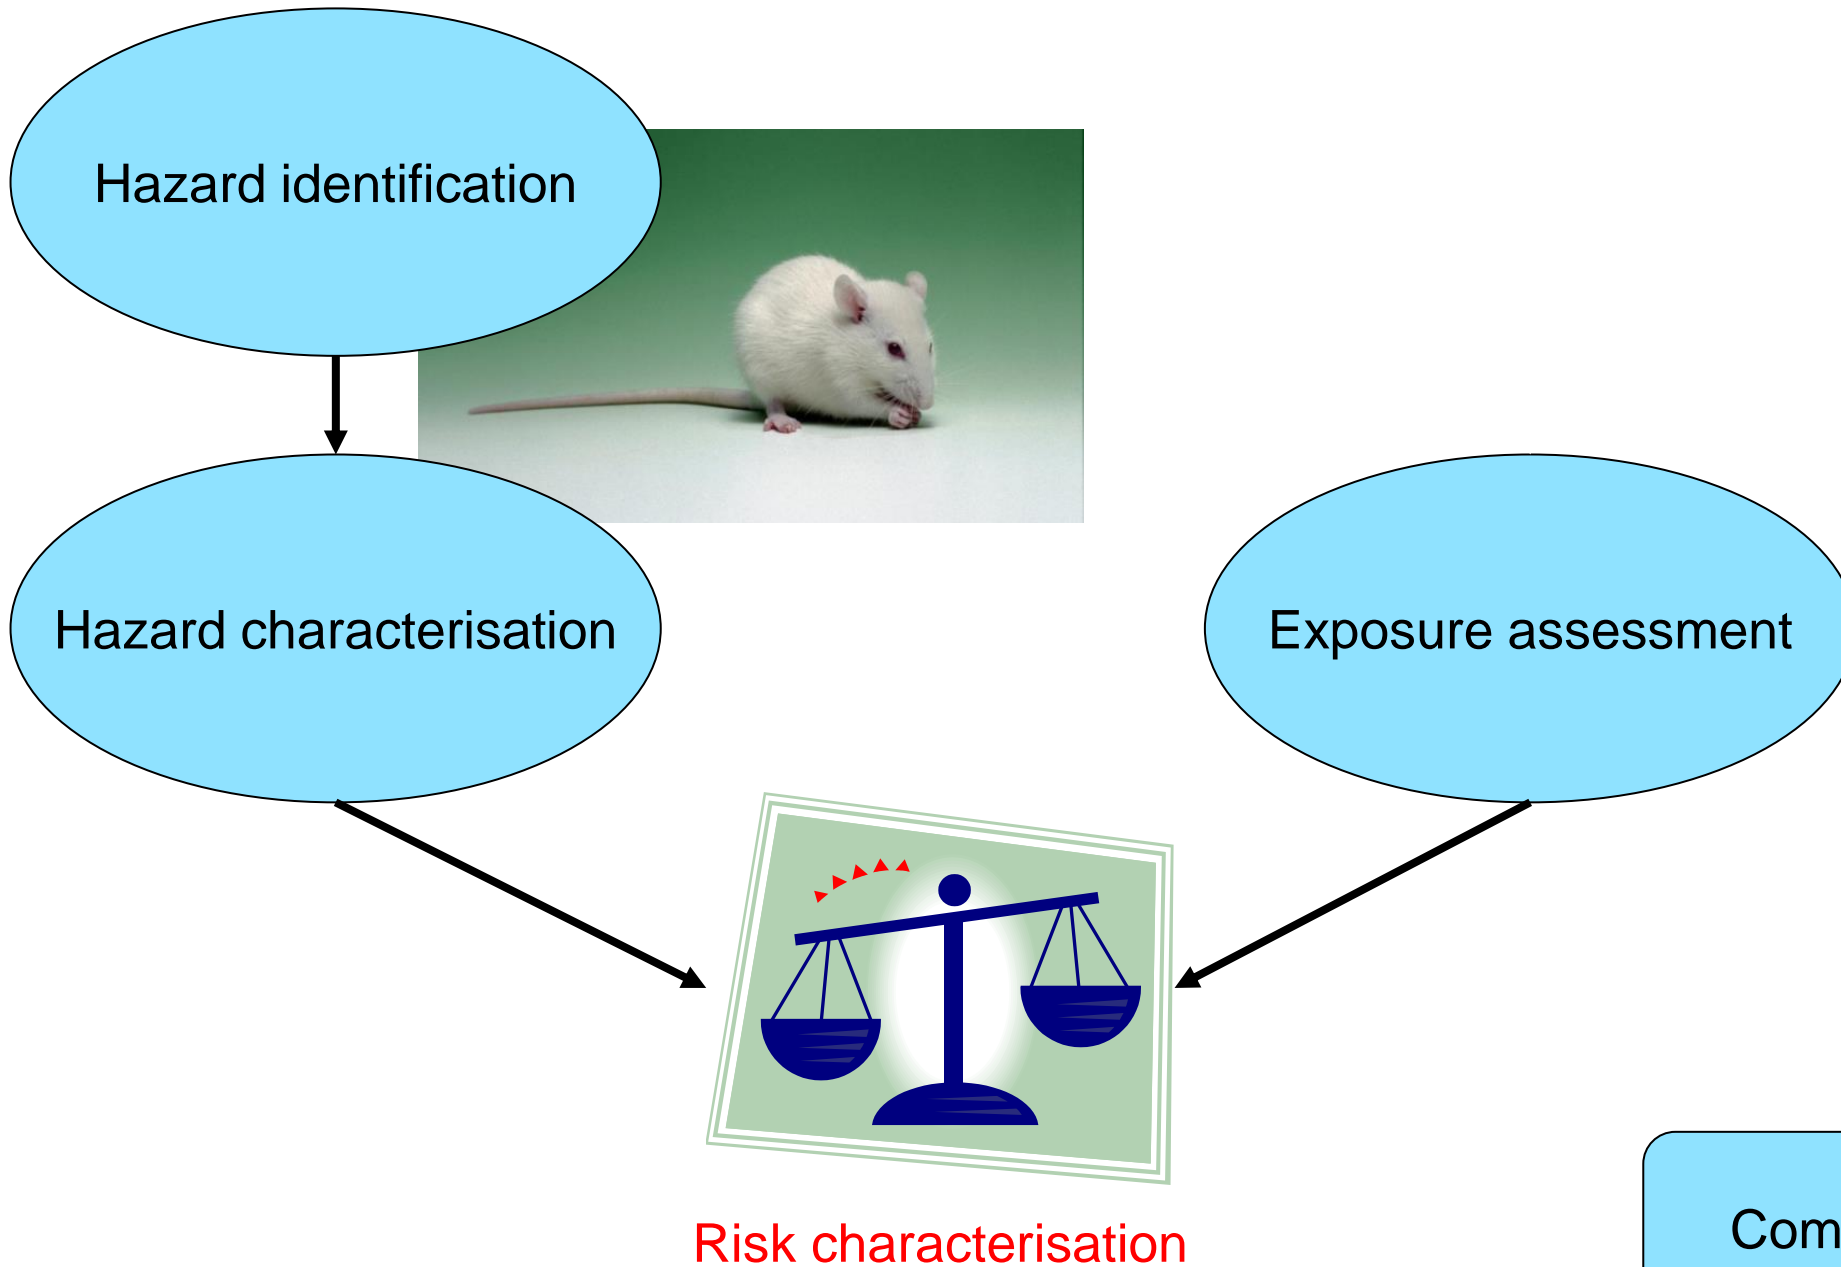 Hazard identification
Hazard characterisation
Exposure assessment
Risk characterisation
Com